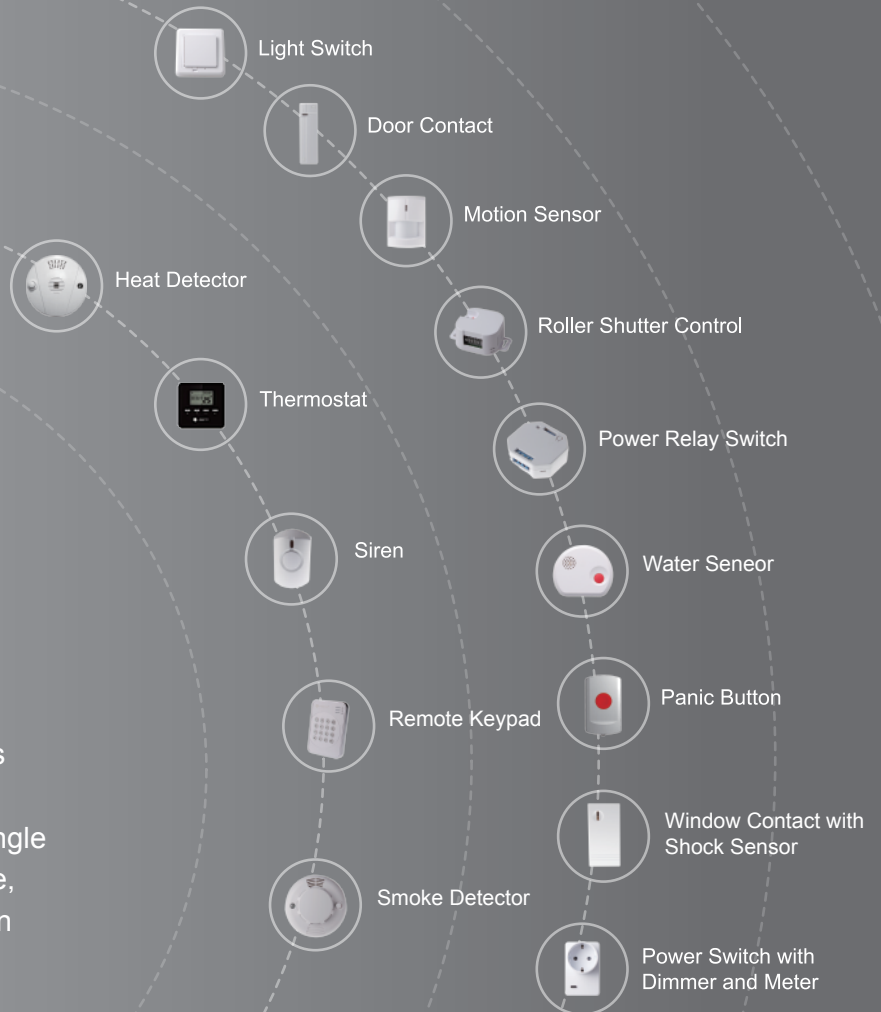 Light Switch
Door Contact
Motion Sensor
Heat Detector
Roller Shutter Control
Thermostat
Power Relay Switch
Siren
Water Seneor
Panic Button
Remote Keypad
Window Contact with
Shock Sensor
Smoke Detector
Power Switch with
Dimmer and Meter